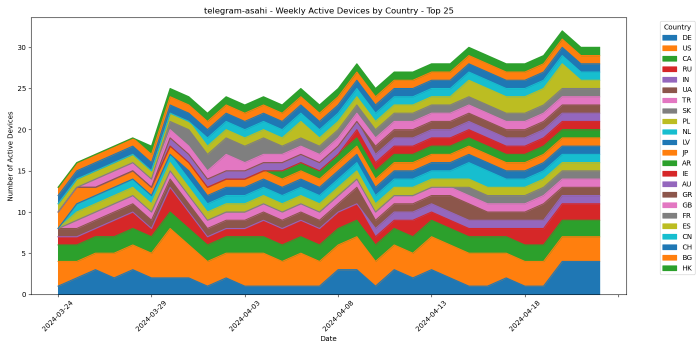 telegram-asahi - Weekly Active Devices by Country - Top 25
Number of Active Devices
30
25
20
15
10
5
0
2024-03-24
2024-03-29
2024-04-03
2024-04-08
2024-04-13
2024-04-18
Date
Country
DE
US
CA
RU
IN
UA
TR
SK
PL
NL
LV
JP
AR
IE
AU
GR
GB
FR
ES
CN
CH
BG
HK